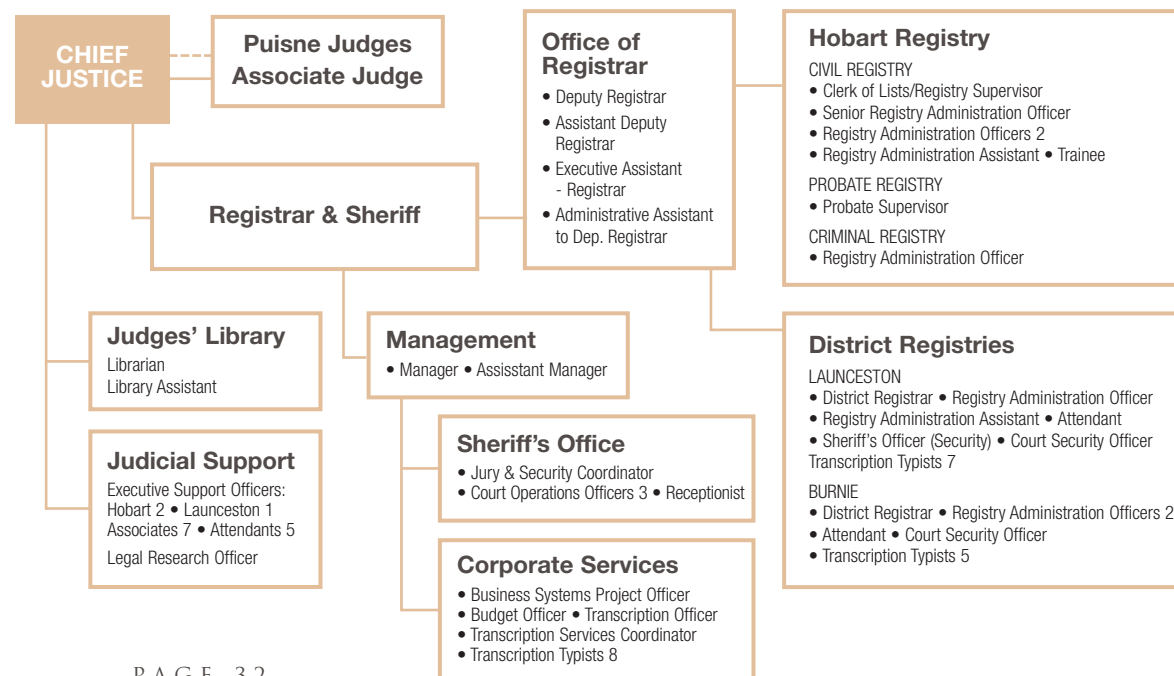 CHIEF
JUSTICE
Puisne Judges
Associate Judge
Registrar & Sheriff
Office of
Registrar
• Deputy Registrar
• Assistant Deputy
Registrar
• Executive Assistant
- Registrar
• Administrative Assistant
to Dep. Registrar
Hobart Registry
CIVIL REGISTRY
• Clerk of Lists/Registry Supervisor
• Senior Registry Administration Officer
• Registry Administration Officers 2
• Registry Administration Assistant • Trainee
PROBATE REGISTRY
• Probate Supervisor
CRIMINAL REGISTRY
• Registry Administration Officer
District Registries
LAUNCESTON
• District Registrar • Registry Administration Officer
• Registry Administration Assistant • Attendant
• Sheriff's Officer (Security) • Court Security Officer
Transcription Typists 7
BURNIE
• District Registrar • Registry Administration Officers 2
• Attendant • Court Security Officer
• Transcription Typists 5
Judges' Library
Librarian
Library Assistant
Judicial Support
Executive Support Officers:
Hobart 2 • Launceston 1
Associates 7 • Attendants 5
Legal Research Officer
Management
• Manager • Assisstant Manager
Sheriff's Office
• Jury & Security Coordinator
• Court Operations Officers 3 • Receptionist
Corporate Services
• Business Systems Project Officer
• Budget Officer • Transcription Officer
• Transcription Services Coordinator
• Transcription Typists 8
PAGE 32